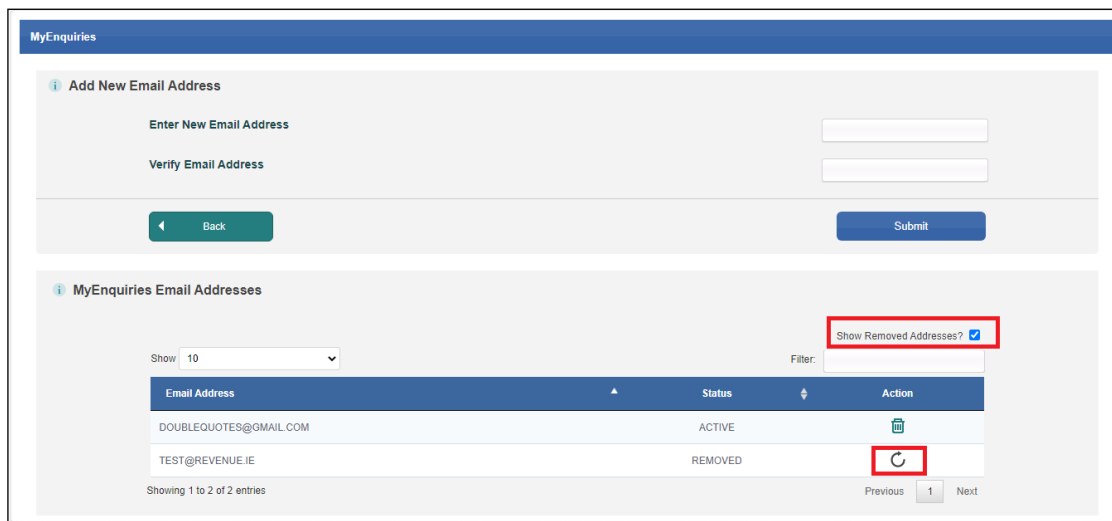 MyEnquiries
Add New Email Address
Enter New Email Address
Verify Email Address
Back Submit
MyEnquiries Email Addresses
Show Removed Addresses?
Show 10 Filter:
Email Address Status Action
DOUBLEQUOTES@GMAIL.COM ACTIVE
TEST@REVENUE.IE REMOVED
Showing 1 to 2 of 2 entries Previous 1 Next